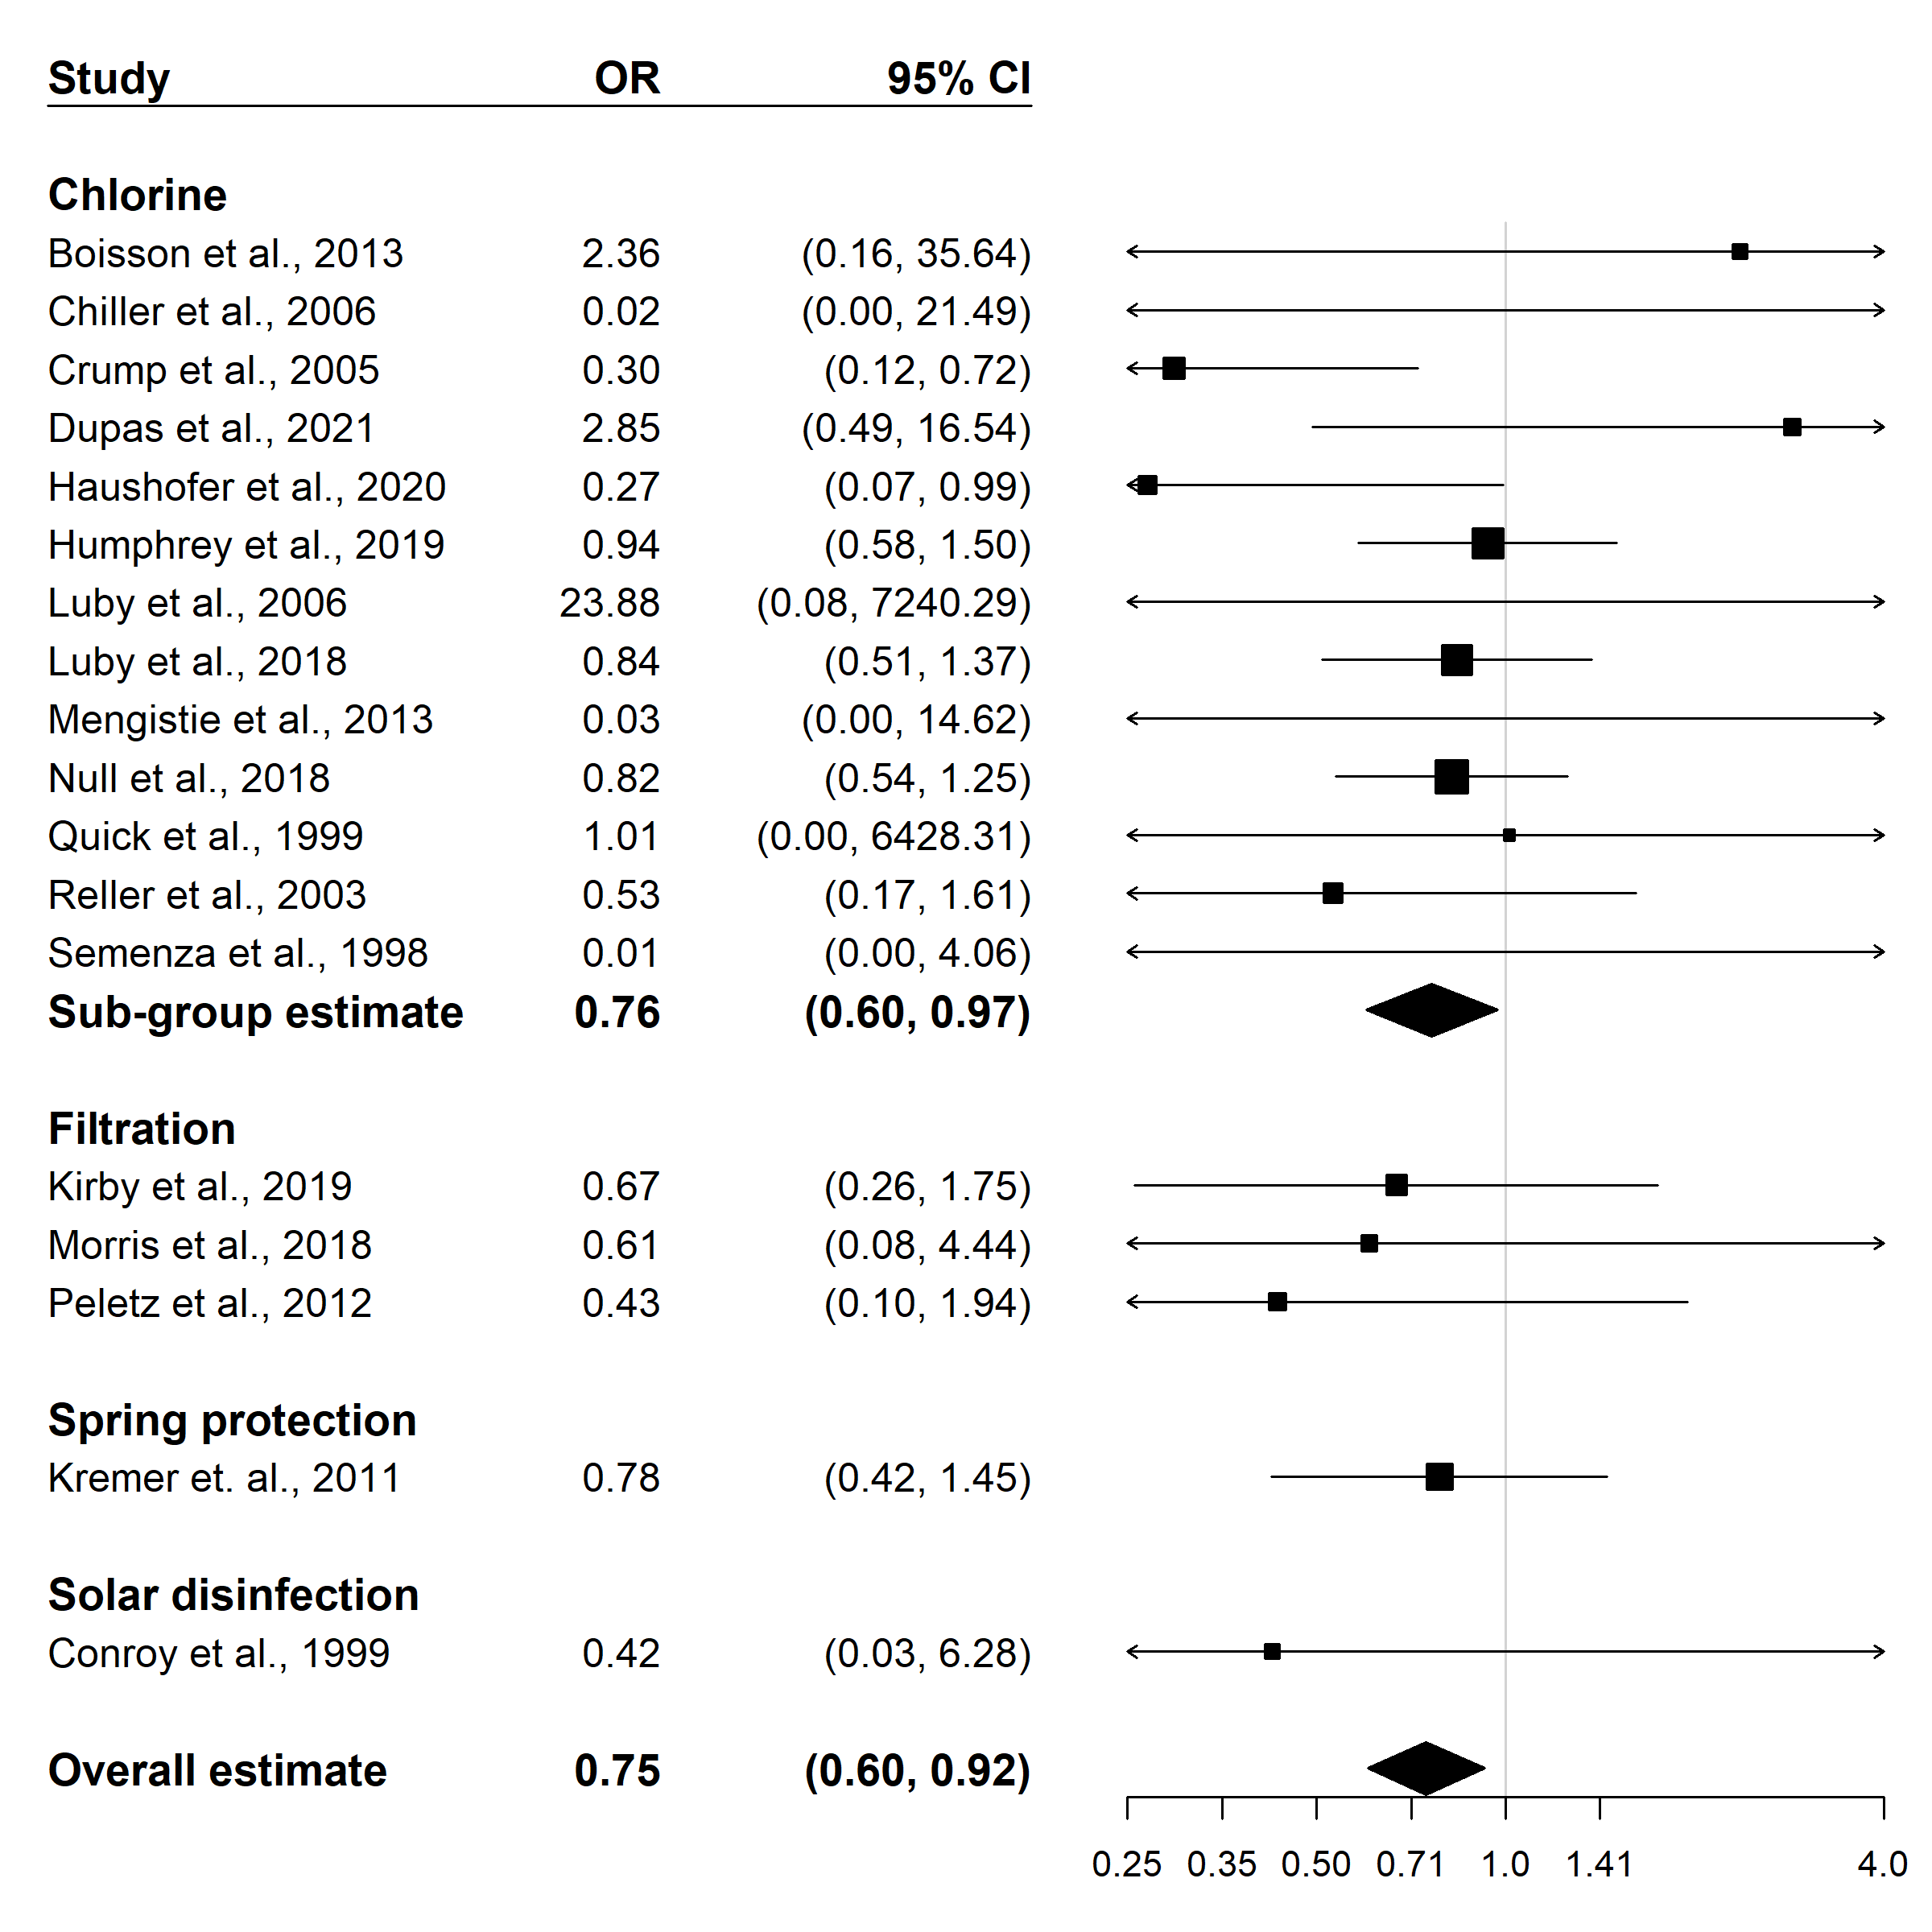 Study OR 95% CI
Chlorine
Boisson et al., 2013 2.36 (0.16, 35.64)
Chiller et al., 2006 0.02 (0.00, 21.49)
Crump et al., 2005 0.30 (0.12, 0.72)
Dupas et al., 2021 2.85 (0.49, 16.54)
Haushofer et al., 2020 0.27 (0.07, 0.99)
Humphrey et al., 2019 0.94 (0.58, 1.50)
Luby et al., 2006 23.88 (0.08, 7240.29)
Luby et al., 2018 0.84 (0.51, 1.37)
Mengistie et al., 2013 0.03 (0.00, 14.62)
Null et al., 2018 0.82 (0.54, 1.25)
Quick et al., 1999 1.01 (0.00, 6428.31)
Reller et al., 2003 0.53 (0.17, 1.61)
Semenza et al., 1998 0.01 (0.00, 4.06)
Sub-group estimate 0.76 (0.60, 0.97)
Filtration
Kirby et al., 2019 0.67 (0.26, 1.75)
Morris et al., 2018 0.61 (0.08, 4.44)
Peletz et al., 2012 0.43 (0.10, 1.94)
Spring protection
Kremer et. al., 2011 0.78 (0.42, 1.45)
Solar disinfection
Conroy et al., 1999 0.42 (0.03, 6.28)
Overall estimate 0.75 (0.60, 0.92)
0.25 0.35 0.50 0.71 1.0 1.41 4.0